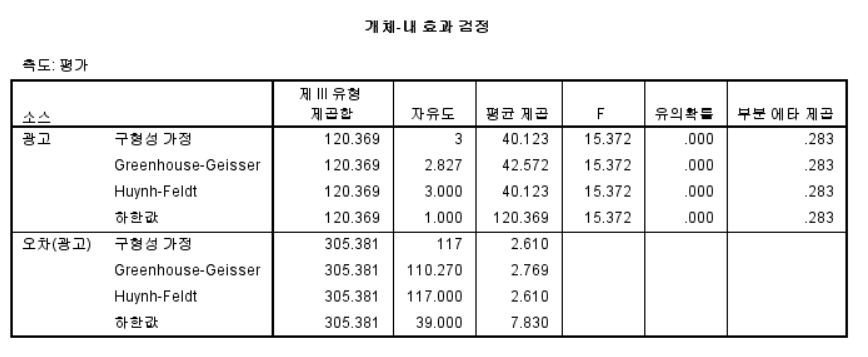 개체-내 효과 검정
측도: 평가
소스 제 III 유형 제곱합 자유도 평균 제곱 F 유의확률 부분 에타 제곱
광고 구형성 가정 120.369 3 40.123 15.372 .000 .283
Greenhouse-Geisser 120.369 2.827 42.572 15.372 .000 .283
Huynh-Feldt 120.369 3.000 40.123 15.372 .000 .283
하한값 120.369 1.000 120.369 15.372 .000 .283
오차(광고) 구형성 가정 305.381 117 2.610
Greenhouse-Geisser 305.381 110.270 2.769
Huynh-Feldt 305.381 117.000 2.610
하한값 305.381 39.000 7.830